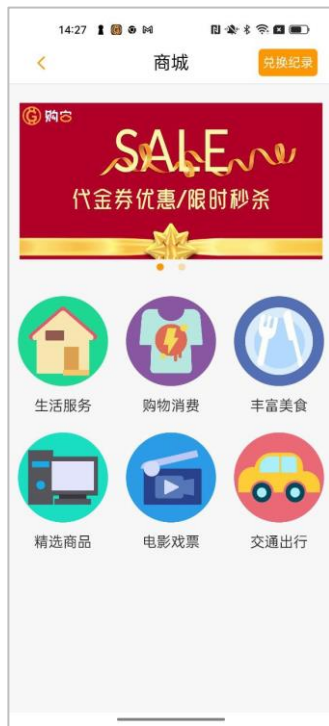 14:27
商城
兑换纪录
购客
SALE
代金券优惠/限时秒杀
生活服务
购物消费
丰富美食
精选商品
电影戏票
交通出行